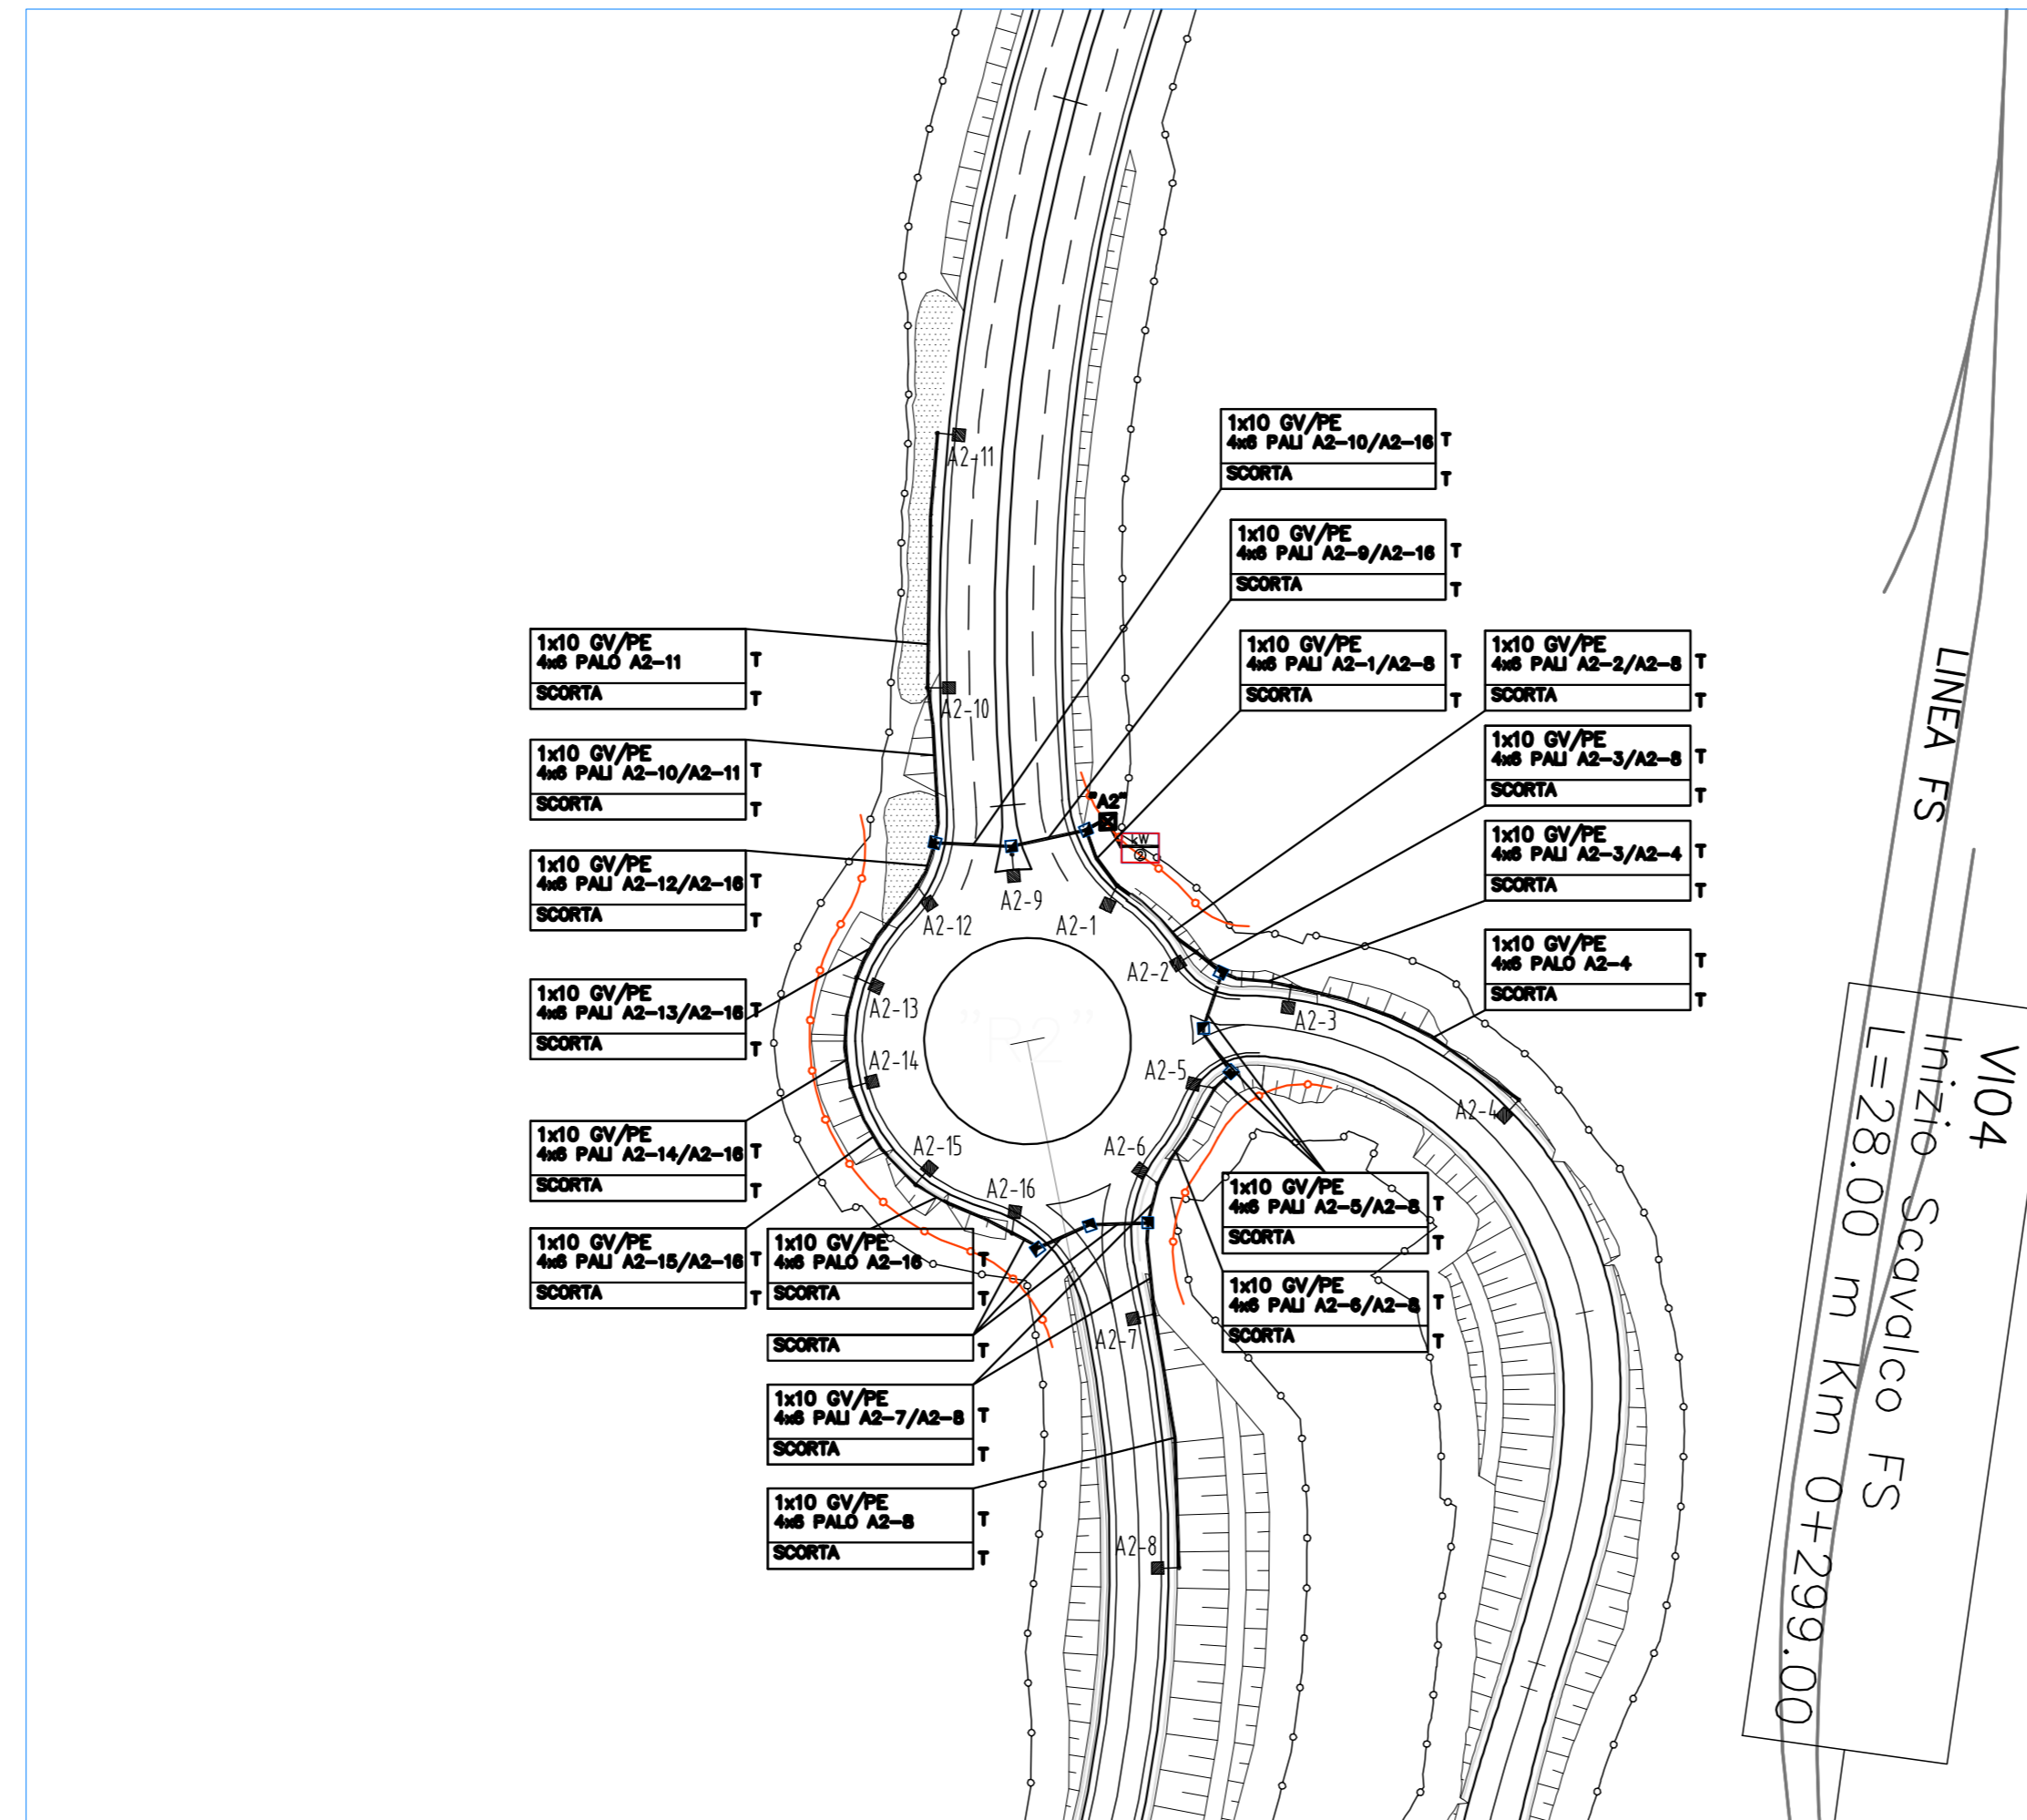 1x10 GV/PE
4x6 PALI A2-10/A2-16 T
SCORTA T
1x10 GV/PE
4x6 PALI A2-9/A2-16 T
SCORTA T
1x10 GV/PE
4x6 PALI A2-1/A2-8 T
SCORTA T
1x10 GV/PE
4x6 PALI A2-2/A2-8 T
SCORTA T
1x10 GV/PE
4x6 PALI A2-3/A2-8 T
SCORTA T
1x10 GV/PE
4x6 PALI A2-3/A2-4 T
SCORTA T
1x10 GV/PE
4x6 PALO A2-4 T
SCORTA T
1x10 GV/PE
4x6 PALO A2-11 T
SCORTA T
1x10 GV/PE
4x6 PALI A2-10/A2-11 T
SCORTA T
1x10 GV/PE
4x6 PALI A2-12/A2-16 T
SCORTA T
1x10 GV/PE
4x6 PALI A2-13/A2-16 T
SCORTA T
1x10 GV/PE
4x6 PALI A2-14/A2-16 T
SCORTA T
1x10 GV/PE
4x6 PALI A2-15/A2-16 T
SCORTA T
1x10 GV/PE
4x6 PALO A2-16 T
SCORTA T
SCORTA T
1x10 GV/PE
4x6 PALI A2-7/A2-8 T
SCORTA T
1x10 GV/PE
4x6 PALO A2-8 T
SCORTA T
1x10 GV/PE
4x6 PALI A2-5/A2-8 T
SCORTA T
1x10 GV/PE
4x6 PALI A2-6/A2-8 T
SCORTA T
A2-11
A2-10
"A2"
kW
2
A2-12
A2-9
A2-1
A2-2
A2-13
A2-3
A2-14
A2-5
A2-4
A2-15
A2-6
A2-16
A2-7
A2-8
"R2"
LINEA FS
VI04
Inizio Scavalco FS
L=28.00 m Km 0+299.00